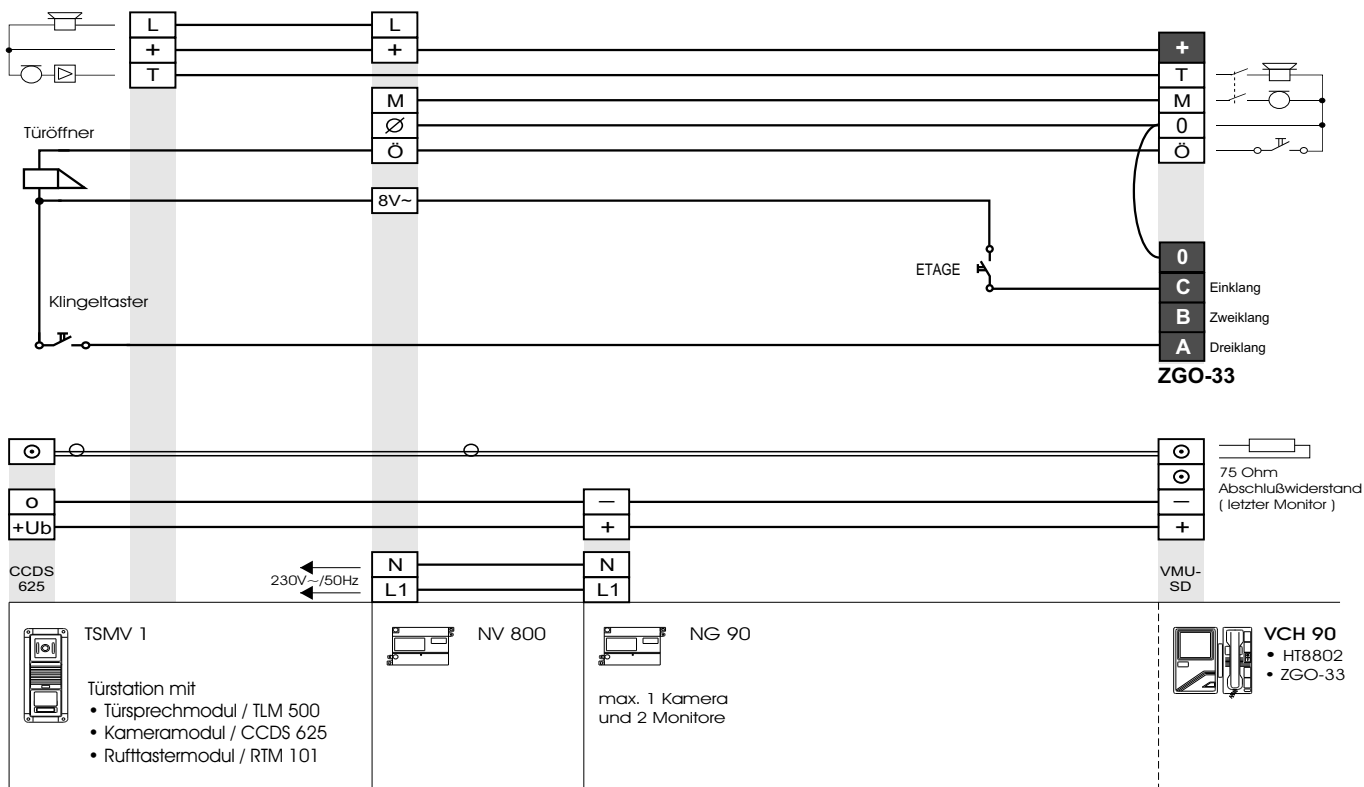 L L
+ + +
T T
M M
Ø 0
Türöffner
Ö Ö
8V~
ETAGE
0
C Einklang
Klingeltaster
B Zweiklang
A Dreiklang
ZGO-33
⊙ ⊙
⊙
75 Ohm
Abschlußwiderstand
( letzter Monitor )
o — —
+Ub + +
CCDS
625
230V~/50Hz
N N
L1 L1
VMU-
SD
TSMV 1
Türstation mit
• Türsprechmodul / TLM 500
• Kameramodul / CCDS 625
• Rufttastermodul / RTM 101
NV 800
NG 90
max. 1 Kamera
und 2 Monitore
VCH 90
• HT8802
• ZGO-33